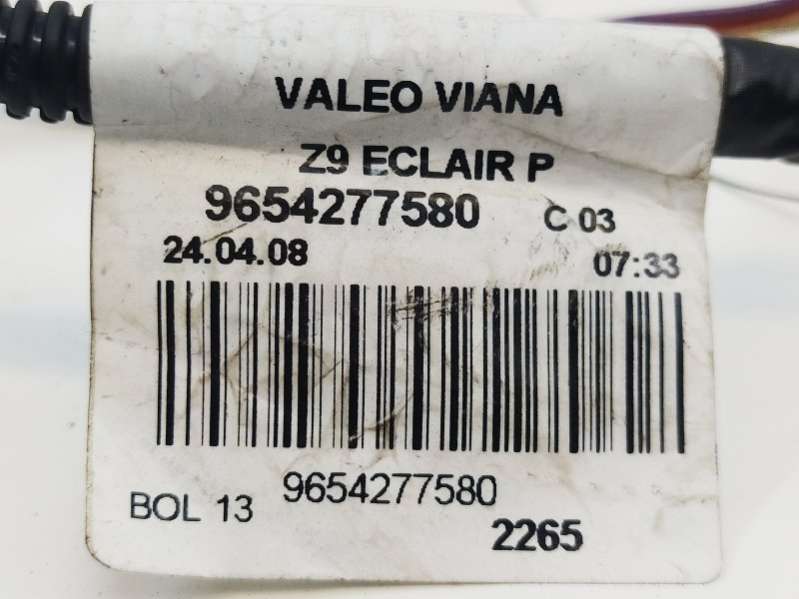 VALEO VIANA
Z9 ECLAIR P
9654277580 C 03
24.04.08 07:33
9654277580
BOL 13
2265